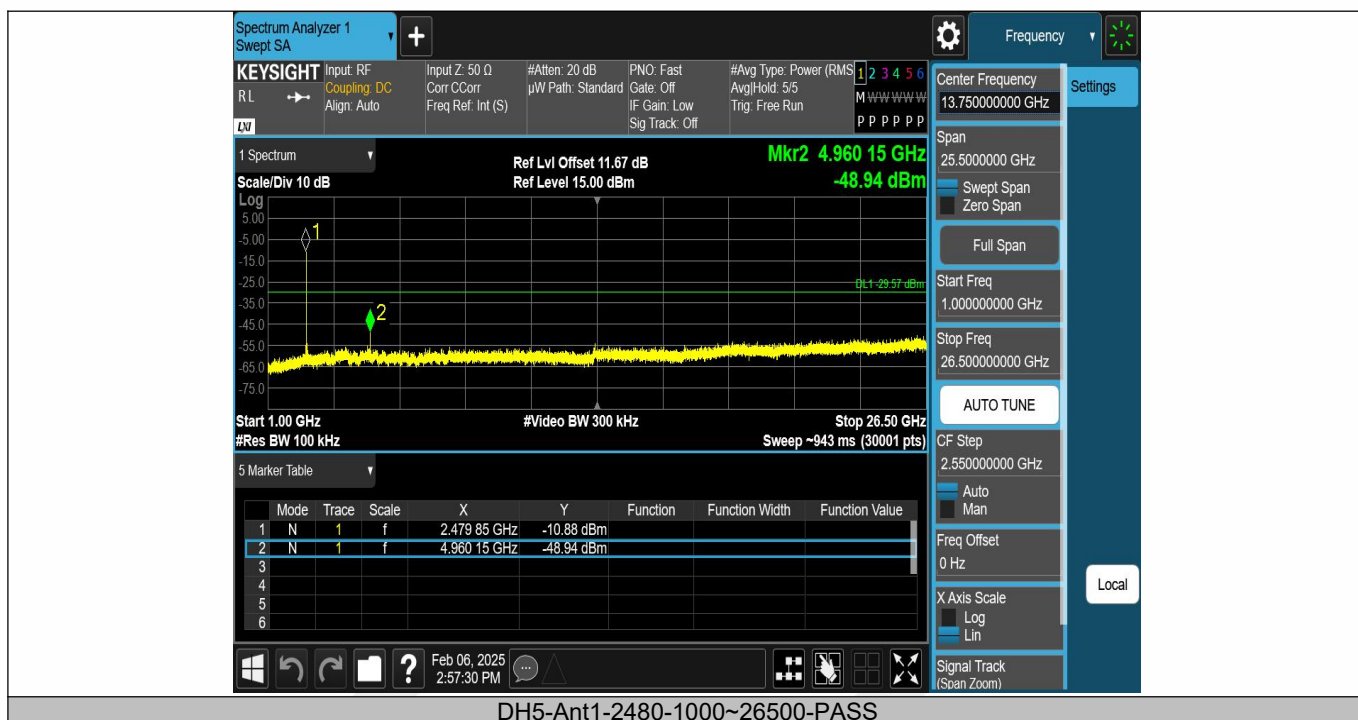 Spectrum Analyzer 1
Swept SA
+
Frequency
KEYSIGHT
RL
LXI
Input: RF
Coupling: DC
Align: Auto
Input Z: 50 Ω
Corr CCorr
Freq Ref: Int (S)
#Atten: 20 dB
µW Path: Standard
PNO: Fast
Gate: Off
IF Gain: Low
Sig Track: Off
#Avg Type: Power (RMS
Avg|Hold: 5/5
Trig: Free Run
1 2 3 4 5 6
M W W W W W
P P P P P P
1 Spectrum
Scale/Div 10 dB
Ref Lvl Offset 11.67 dB
Ref Level 15.00 dBm
Mkr2 4.960 15 GHz
-48.94 dBm
Log
5.00
-5.00
-15.0
-25.0
-35.0
-45.0
-55.0
-65.0
-75.0
1
2
DL1 -29.57 dBm
Start 1.00 GHz
#Video BW 300 kHz
Stop 26.50 GHz
#Res BW 100 kHz
Sweep ~943 ms (30001 pts)
5 Marker Table
Mode Trace Scale X Y Function Function Width Function Value
1 N 1 f 2.479 85 GHz -10.88 dBm
2 N 1 f 4.960 15 GHz -48.94 dBm
3
4
5
6
Feb 06, 2025
2:57:30 PM
Center Frequency
13.750000000 GHz
Settings
Span
25.5000000 GHz
Swept Span
Zero Span
Full Span
Start Freq
1.000000000 GHz
Stop Freq
26.500000000 GHz
AUTO TUNE
CF Step
2.550000000 GHz
Auto
Man
Freq Offset
0 Hz
Local
X Axis Scale
Log
Lin
Signal Track
(Span Zoom)
DH5-Ant1-2480-1000~26500-PASS